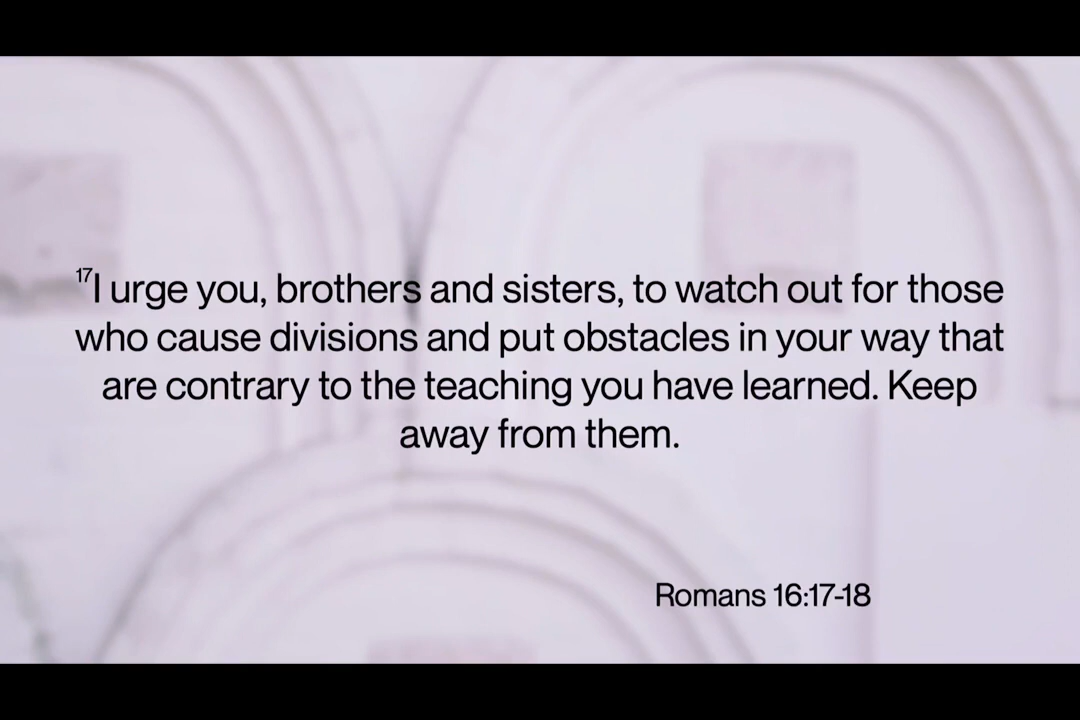 ¹⁷I urge you, brothers and sisters, to watch out for those
who cause divisions and put obstacles in your way that
are contrary to the teaching you have learned. Keep
away from them.
Romans 16:17-18